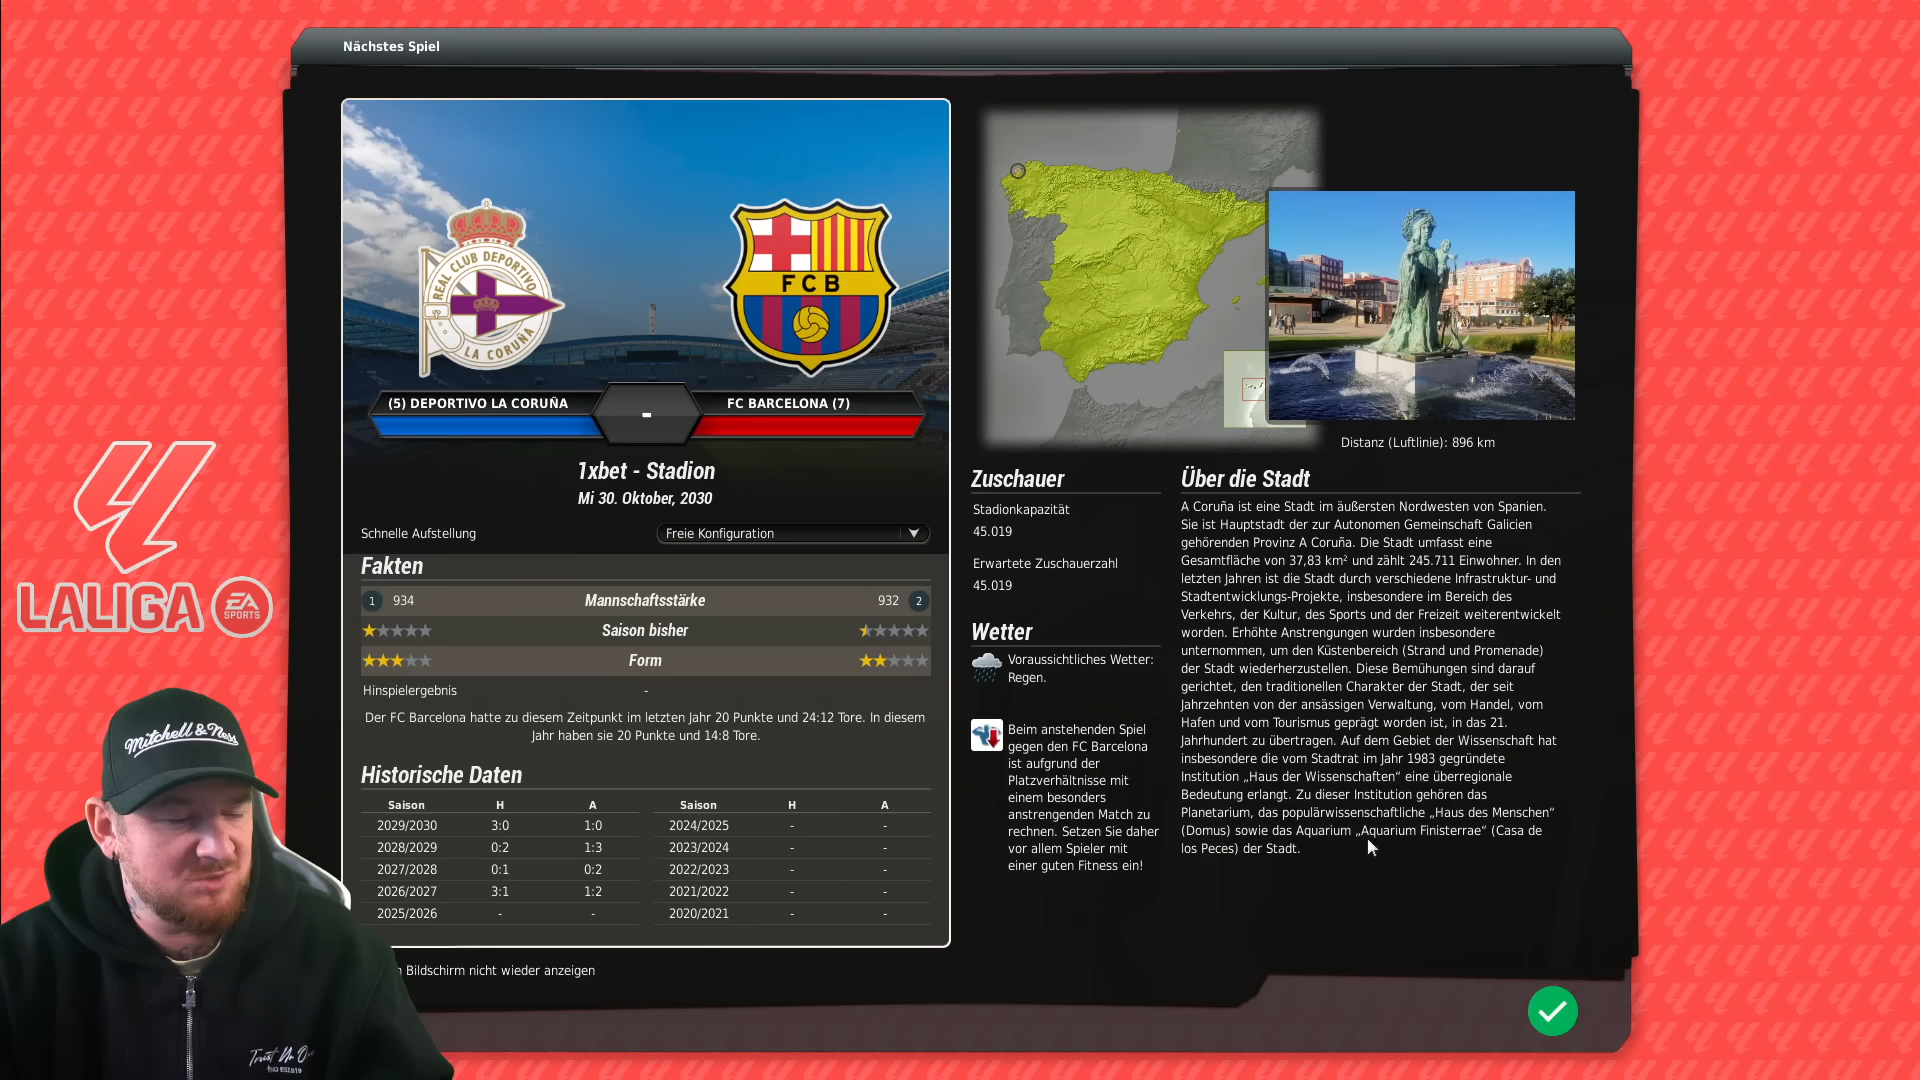 Nächstes Spiel
REAL CLUB DEPORTIVO
LA CORUÑA
FCB
(5) DEPORTIVO LA CORUÑA
-
FC BARCELONA (7)
1xbet - Stadion
Mi 30. Oktober, 2030
Schnelle Aufstellung
Freie Konfiguration
Fakten
1 934 Mannschaftsstärke 932 2
Saison bisher
Form
Hinspielergebnis -
Der FC Barcelona hatte zu diesem Zeitpunkt im letzten Jahr 20 Punkte und 24:12 Tore. In diesem
Jahr haben sie 20 Punkte und 14:8 Tore.
Historische Daten
Saison H A Saison H A
2029/2030 3:0 1:0 2024/2025 - -
2028/2029 0:2 1:3 2023/2024 - -
2027/2028 0:1 0:2 2022/2023 - -
2026/2027 3:1 1:2 2021/2022 - -
2025/2026 - - 2020/2021 - -
Bildschirm nicht wieder anzeigen
Distanz (Luftlinie): 896 km
Zuschauer
Stadionkapazität
45.019
Erwartete Zuschauerzahl
45.019
Wetter
Voraussichtliches Wetter:
Regen.
Beim anstehenden Spiel
gegen den FC Barcelona
ist aufgrund der
Platzverhältnisse mit
einem besonders
anstrengenden Match zu
rechnen. Setzen Sie daher
vor allem Spieler mit
einer guten Fitness ein!
Über die Stadt
A Coruña ist eine Stadt im äußersten Nordwesten von Spanien.
Sie ist Hauptstadt der zur Autonomen Gemeinschaft Galicien
gehörenden Provinz A Coruña. Die Stadt umfasst eine
Gesamtfläche von 37,83 km² und zählt 245.711 Einwohner. In den
letzten Jahren ist die Stadt durch verschiedene Infrastruktur- und
Stadtentwicklungs-Projekte, insbesondere im Bereich des
Verkehrs, der Kultur, des Sports und der Freizeit weiterentwickelt
worden. Erhöhte Anstrengungen wurden insbesondere
unternommen, um den Küstenbereich (Strand und Promenade)
der Stadt wiederherzustellen. Diese Bemühungen sind darauf
gerichtet, den traditionellen Charakter der Stadt, der seit
Jahrzehnten von der ansässigen Verwaltung, vom Handel, vom
Hafen und vom Tourismus geprägt worden ist, in das 21.
Jahrhundert zu übertragen. Auf dem Gebiet der Wissenschaft hat
insbesondere die vom Stadtrat im Jahr 1983 gegründete
Institution „Haus der Wissenschaften“ eine überregionale
Bedeutung erlangt. Zu dieser Institution gehören das
Planetarium, das populärwissenschaftliche „Haus des Menschen“
(Domus) sowie das Aquarium „Aquarium Finisterrae“ (Casa de
los Peces) der Stadt.
LALIGA
EA
SPORTS
Mitchell & Ness